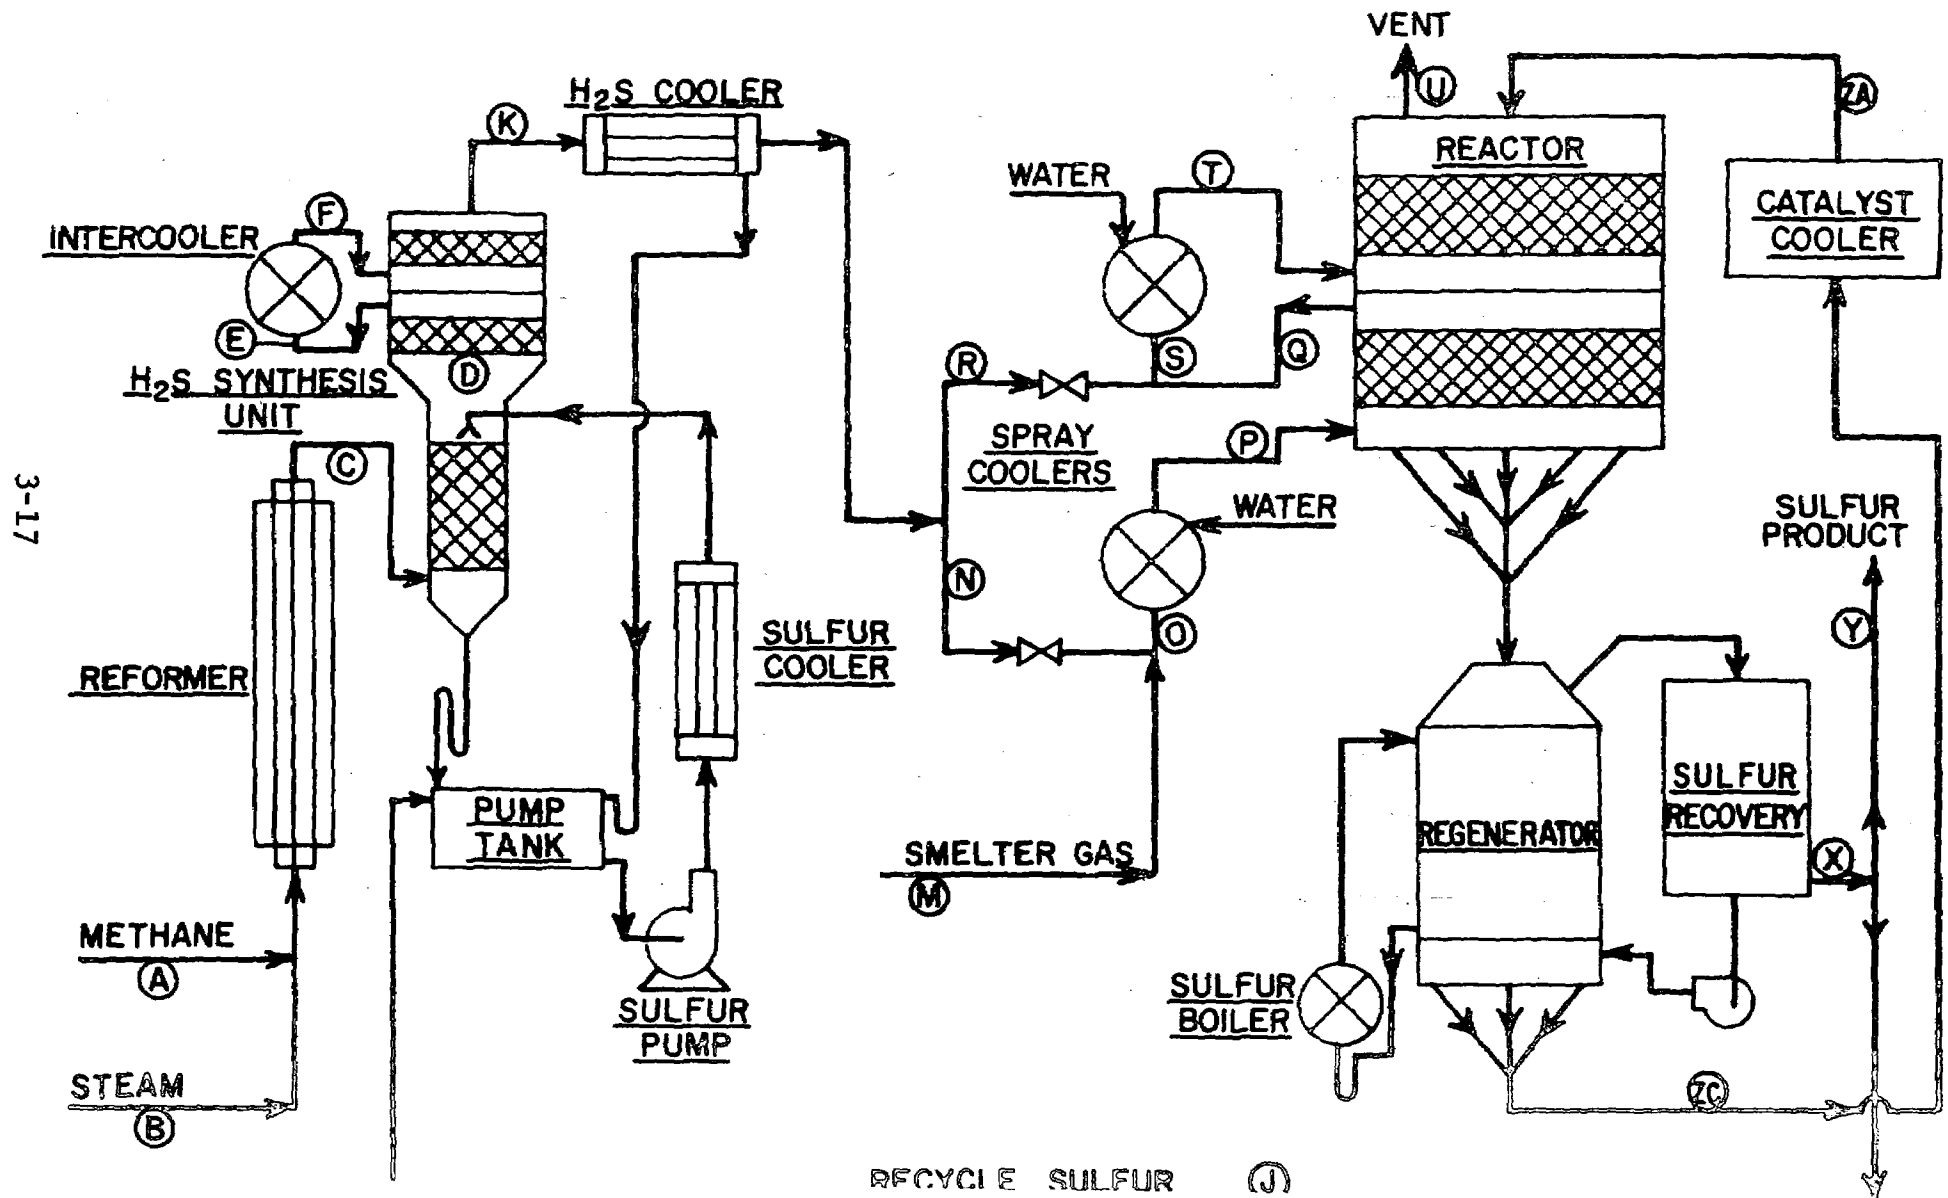 VENT
U
ZA
H₂S COOLER
K
REACTOR
WATER
T
CATALYST
COOLER
F
INTERCOOLER
E
D
S
Q
R
H₂S SYNTHESIS
UNIT
C
SPRAY
COOLERS
P
WATER
SULFUR
PRODUCT
3-17
N
O
Y
SULFUR
COOLER
REFORMER
SULFUR
RECOVERY
PUMP
TANK
REGENERATOR
SMELTER GAS
M
X
METHANE
A
SULFUR
PUMP
SULFUR
BOILER
STEAM
B
ZC
RECYCLE SULFUR J